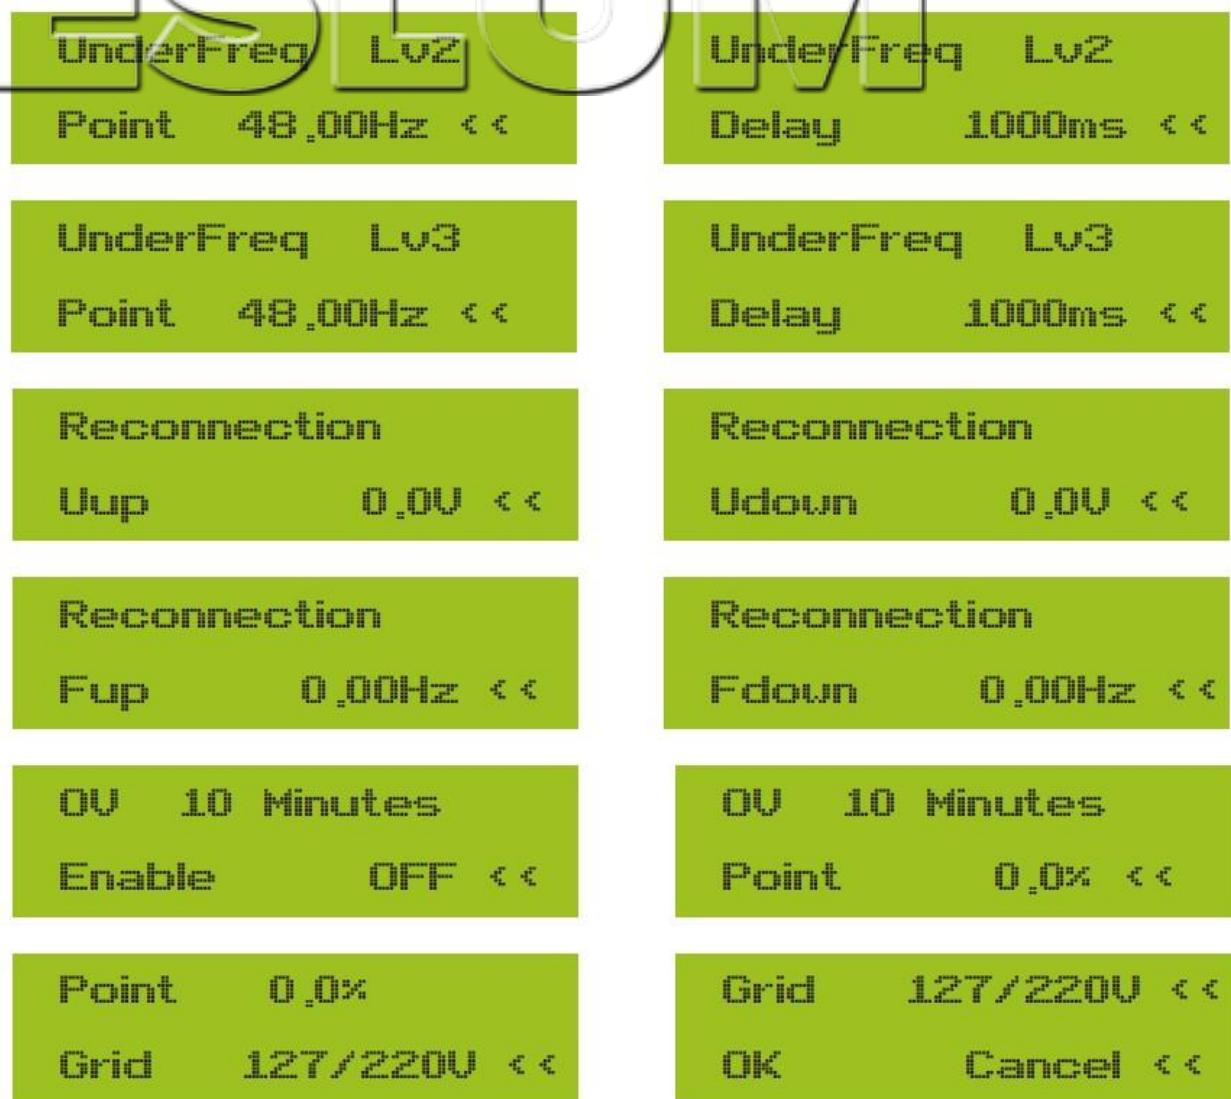 UnderFreq Lv2
Point 48.00Hz <<
UnderFreq Lv2
Delay 1000ms <<
UnderFreq Lv3
Point 48.00Hz <<
UnderFreq Lv3
Delay 1000ms <<
Reconnection
Uup 0.0V <<
Reconnection
Udown 0.0V <<
Reconnection
Fup 0.00Hz <<
Reconnection
Fdown 0.00Hz <<
OV 10 Minutes
Enable OFF <<
OV 10 Minutes
Point 0.0% <<
Point 0.0%
Grid 127/220V <<
Grid 127/220V <<
OK Cancel <<